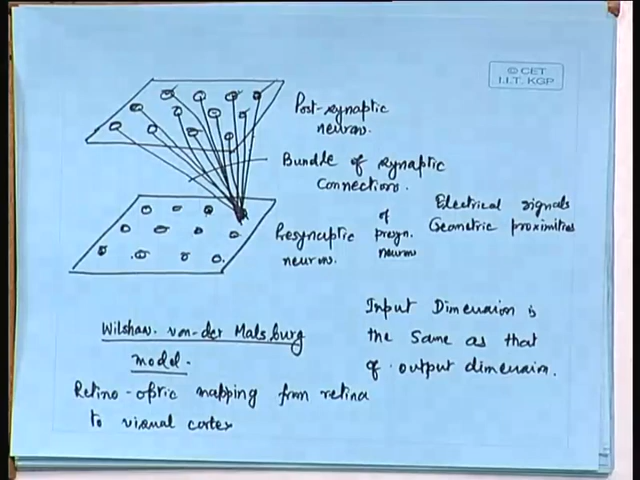 © CET
I.I.T. KGP
Post-synaptic
neuron.
Bundle of synaptic
connections.
Electrical signals
Geometric proximities
of
presyn.
neuron
Presynaptic
neuron.
Wilshaw. von-der Malsburg
model.
Retino-optic mapping from retina
to visual cortex
Input Dimension is
the same as that
of output dimension.